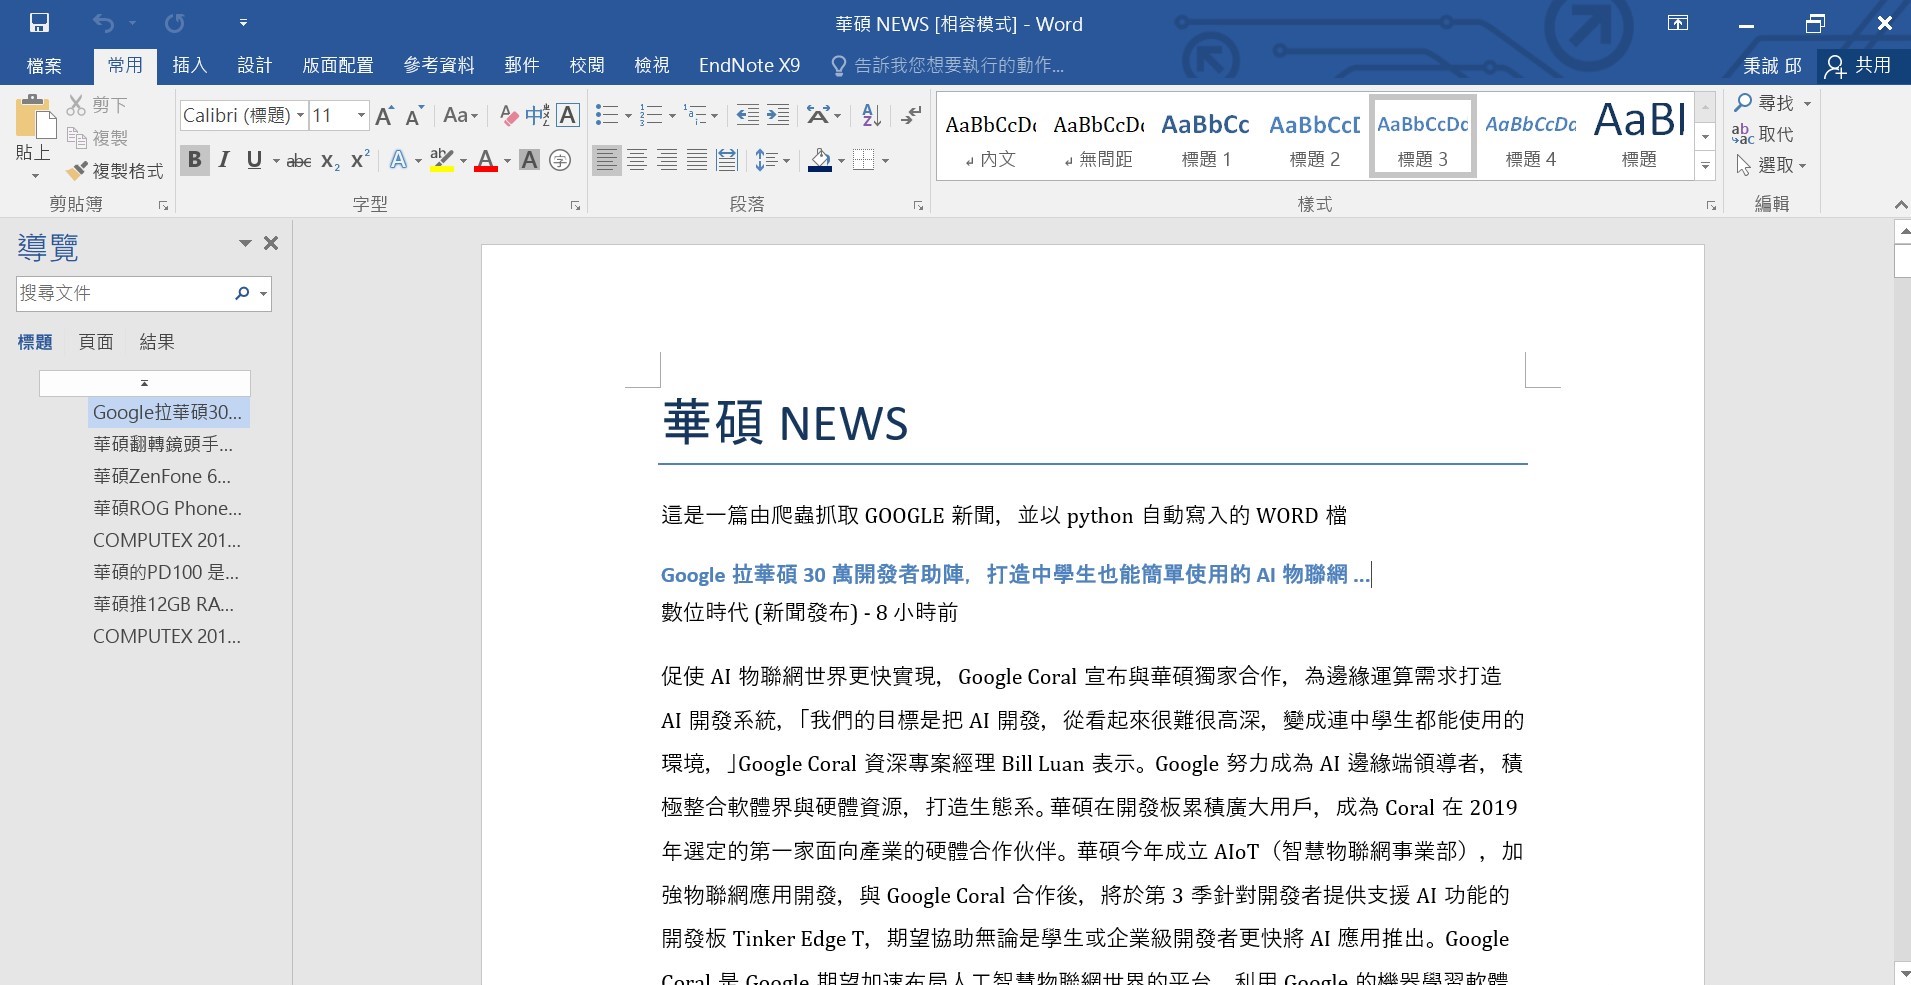 華碩 NEWS [相容模式] - Word
檔案 常用 插入 設計 版面配置 參考資料 郵件 校閱 檢視 EndNote X9 告訴我您想要執行的動作... 秉誠 邱 共用
貼上
剪下
複製
複製格式
剪貼簿
Calibri (標題) 11
字型
段落
AaBbCcDc AaBbCcDc AaBbCc AaBbCcD AaBbCcDc AaBbCcDc AaBl
內文 無間距 標題 1 標題 2 標題 3 標題 4 標題
樣式
尋找
取代
選取
編輯
導覽
搜尋文件
標題 頁面 結果
Google拉華碩30...
華碩翻轉鏡頭手...
華碩ZenFone 6...
華碩ROG Phone...
COMPUTEX 201...
華碩的PD100 是...
華碩推12GB RA...
COMPUTEX 201...
華碩 NEWS
這是一篇由爬蟲抓取 GOOGLE 新聞，並以 python 自動寫入的 WORD 檔
Google 拉華碩 30 萬開發者助陣，打造中學生也能簡單使用的 AI 物聯網 ...
數位時代 (新聞發布) - 8 小時前
促使 AI 物聯網世界更快實現，Google Coral 宣布與華碩獨家合作，為邊緣運算需求打造
AI 開發系統，「我們的目標是把 AI 開發，從看起來很難很高深，變成連中學生都能使用的
環境，」Google Coral 資深專案經理 Bill Luan 表示。Google 努力成為 AI 邊緣端領導者，積
極整合軟體界與硬體資源，打造生態系。華碩在開發板累積廣大用戶，成為 Coral 在 2019
年選定的第一家面向產業的硬體合作伙伴。華碩今年成立 AIoT（智慧物聯網事業部），加
強物聯網應用開發，與 Google Coral 合作後，將於第 3 季針對開發者提供支援 AI 功能的
開發板 Tinker Edge T，期望協助無論是學生或企業級開發者更快將 AI 應用推出。Google
Coral 是 Google 期望加速布局人工智慧物聯網世界的平台，利用 Google 的機器學習軟體